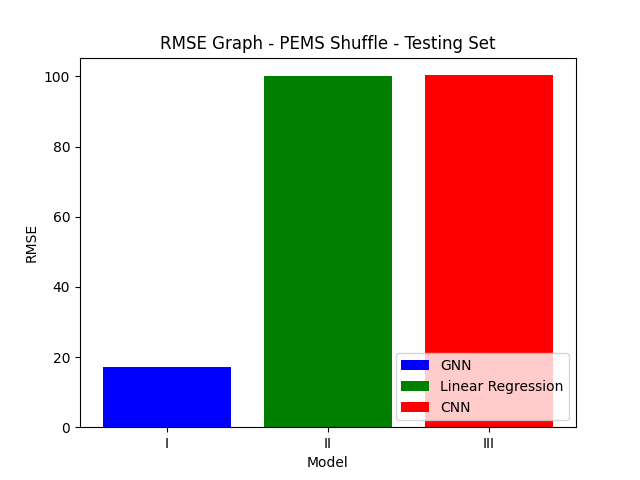 RMSE Graph - PEMS Shuffle - Testing Set
100
80
60
40
20
0
RMSE
I
II
III
Model
GNN
Linear Regression
CNN